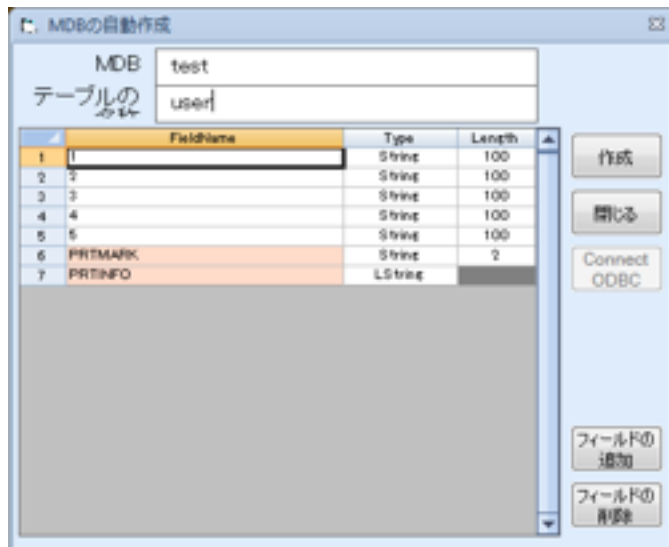 MDBの自動作成
MDB
test
テーブルの
user
FieldName Type Length
1 1 String 100
2 2 String 100
3 3 String 100
4 4 String 100
5 5 String 100
6 PRTMARK String 2
7 PRTINFO LString
作成
閉じる
Connect
ODBC
フィールドの
追加
フィールドの
削除